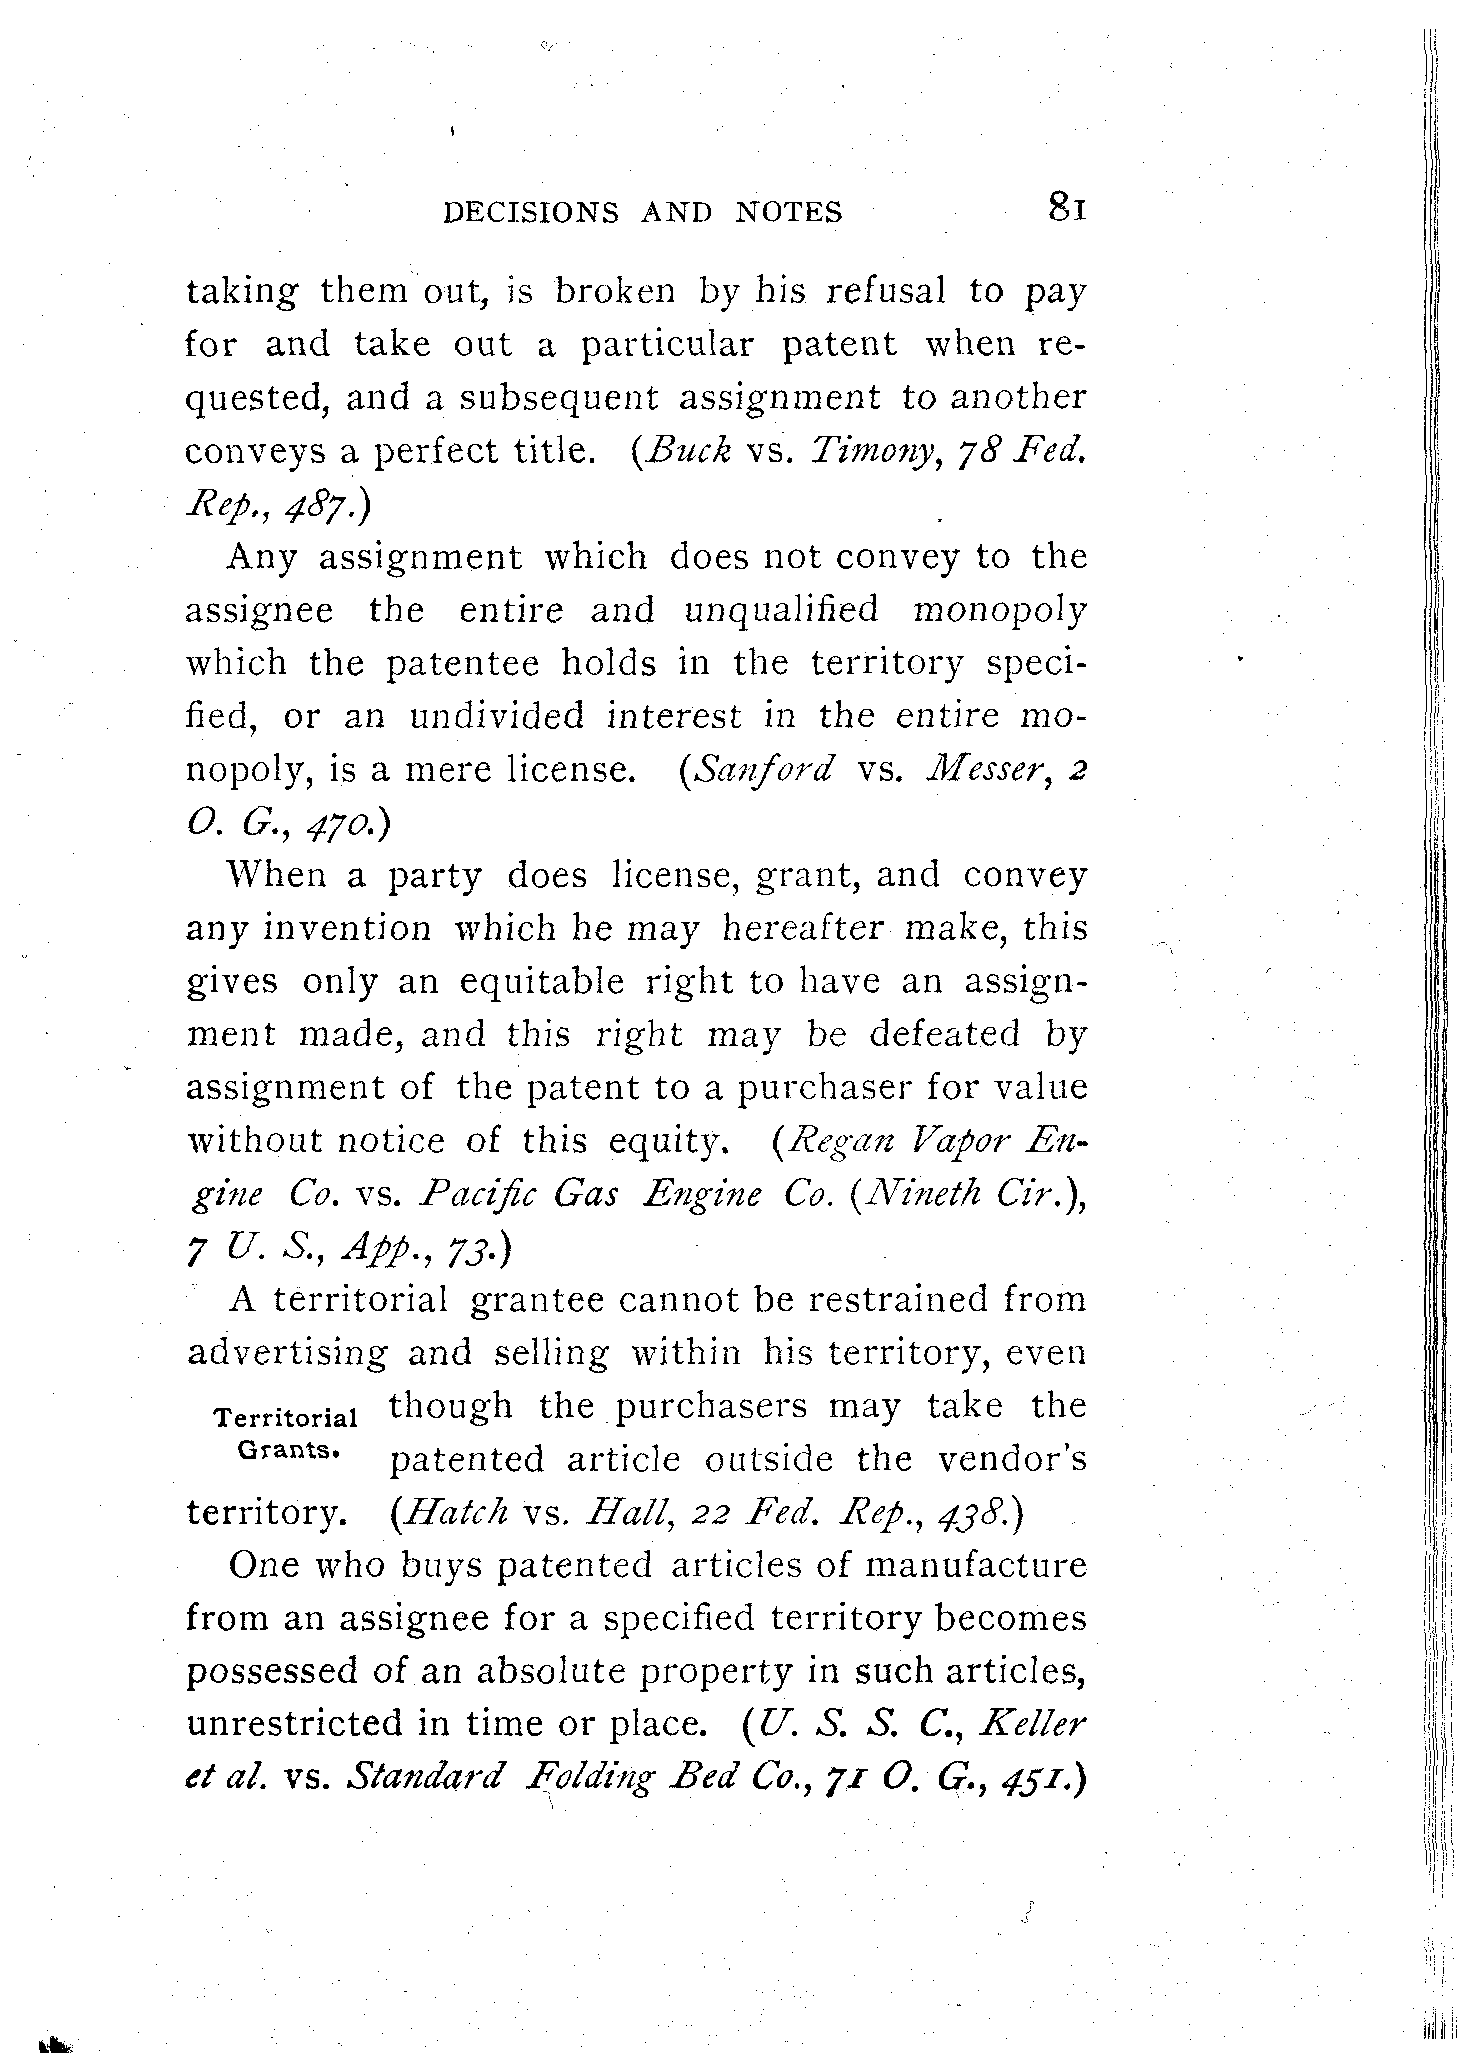 DECISIONS AND NOTES 81
taking them out, is broken by his refusal to pay
for and take out a particular patent when re-
quested, and a subsequent assignment to another
conveys a perfect title. (Buck vs. Timony, 78 Fed.
Rep., 487.)
Any assignment which does not convey to the
assignee the entire and unqualified monopoly
which the patentee holds in the territory speci-
fied, or an undivided interest in the entire mo-
nopoly, is a mere license. (Sanford vs. Messer, 2
O. G., 470.)
When a party does license, grant, and convey
any invention which he may hereafter make, this
gives only an equitable right to have an assign-
ment made, and this right may be defeated by
assignment of the patent to a purchaser for value
without notice of this equity. (Regan Vapor En-
gine Co. vs. Pacific Gas Engine Co. (Nineth Cir.),
7 U. S., App., 73.)
A territorial grantee cannot be restrained from
advertising and selling within his territory, even
Territorial though the purchasers may take the
Grants. patented article outside the vendor's
territory. (Hatch vs. Hall, 22 Fed. Rep., 438.)
One who buys patented articles of manufacture
from an assignee for a specified territory becomes
possessed of an absolute property in such articles,
unrestricted in time or place. (U. S. S. C., Keller
et al. vs. Standard Folding Bed Co., 71 O. G., 451.)